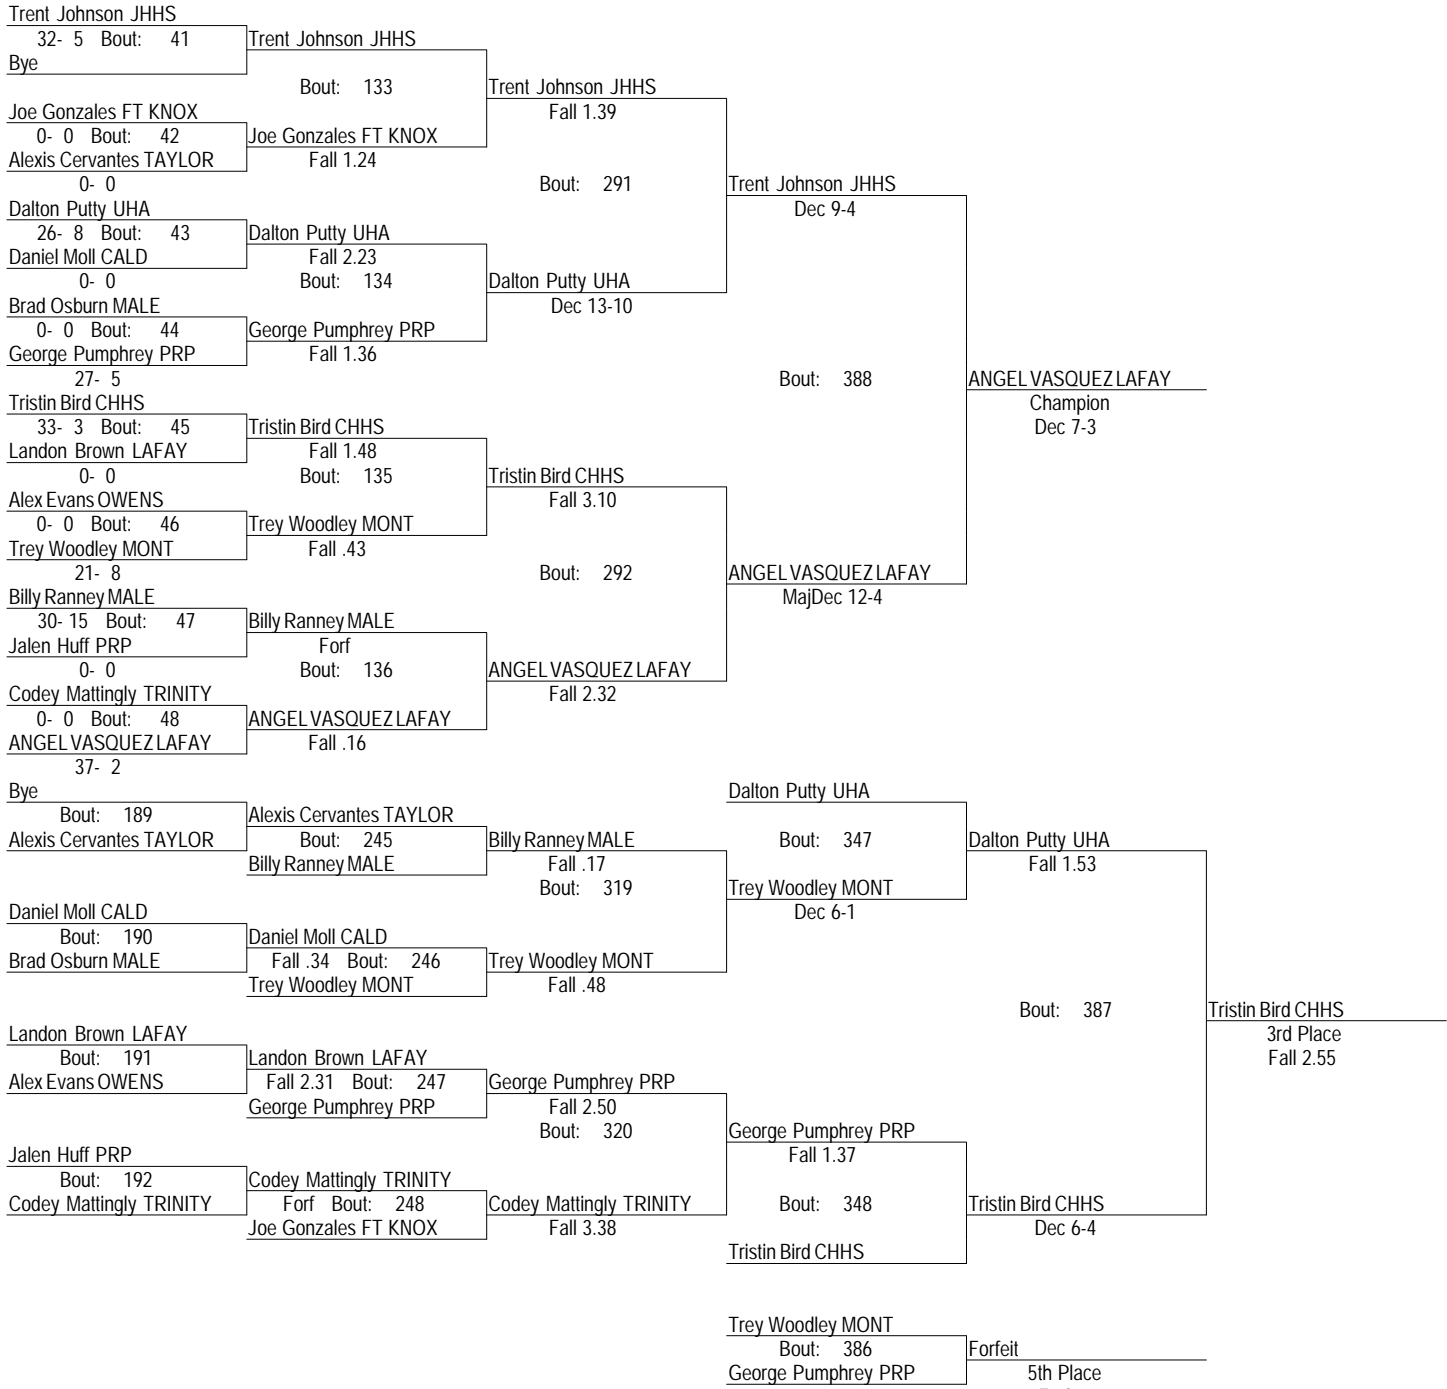 Trent Johnson JHHS
32- 5 Bout: 41
Trent Johnson JHHS
Bye
Bout: 133
Trent Johnson JHHS
Joe Gonzales FT KNOX
Fall 1.39
0- 0 Bout: 42
Joe Gonzales FT KNOX
Alexis Cervantes TAYLOR
Fall 1.24
0- 0
Bout: 291
Trent Johnson JHHS
Dalton Putty UHA
Dec 9-4
26- 8 Bout: 43
Dalton Putty UHA
Daniel Moll CALD
Fall 2.23
0- 0
Bout: 134
Dalton Putty UHA
Brad Osburn MALE
Dec 13-10
0- 0 Bout: 44
George Pumphrey PRP
George Pumphrey PRP
Fall 1.36
27- 5
Bout: 388
ANGEL VASQUEZ LAFAY
Tristin Bird CHHS
Champion
33- 3 Bout: 45
Tristin Bird CHHS
Dec 7-3
Landon Brown LAFAY
Fall 1.48
0- 0
Bout: 135
Tristin Bird CHHS
Alex Evans OWENS
Fall 3.10
0- 0 Bout: 46
Trey Woodley MONT
Trey Woodley MONT
Fall .43
21- 8
Bout: 292
ANGEL VASQUEZ LAFAY
Billy Ranney MALE
MajDec 12-4
30- 15 Bout: 47
Billy Ranney MALE
Jalen Huff PRP
Forf
0- 0
Bout: 136
ANGEL VASQUEZ LAFAY
Codey Mattingly TRINITY
Fall 2.32
0- 0 Bout: 48
ANGEL VASQUEZ LAFAY
ANGEL VASQUEZ LAFAY
Fall .16
37- 2
Bye
Dalton Putty UHA
Bout: 189
Alexis Cervantes TAYLOR
Alexis Cervantes TAYLOR
Bout: 245
Billy Ranney MALE
Bout: 347
Dalton Putty UHA
Billy Ranney MALE
Fall .17
Fall 1.53
Bout: 319
Trey Woodley MONT
Daniel Moll CALD
Dec 6-1
Bout: 190
Daniel Moll CALD
Brad Osburn MALE
Fall .34 Bout: 246
Trey Woodley MONT
Trey Woodley MONT
Fall .48
Bout: 387
Tristin Bird CHHS
Landon Brown LAFAY
3rd Place
Bout: 191
Landon Brown LAFAY
Fall 2.55
Alex Evans OWENS
Fall 2.31 Bout: 247
George Pumphrey PRP
George Pumphrey PRP
Fall 2.50
Bout: 320
George Pumphrey PRP
Jalen Huff PRP
Fall 1.37
Bout: 192
Codey Mattingly TRINITY
Codey Mattingly TRINITY
Forf Bout: 248
Codey Mattingly TRINITY
Bout: 348
Tristin Bird CHHS
Joe Gonzales FT KNOX
Fall 3.38
Dec 6-4
Tristin Bird CHHS
Trey Woodley MONT
Bout: 386
Forfeit
George Pumphrey PRP
5th Place